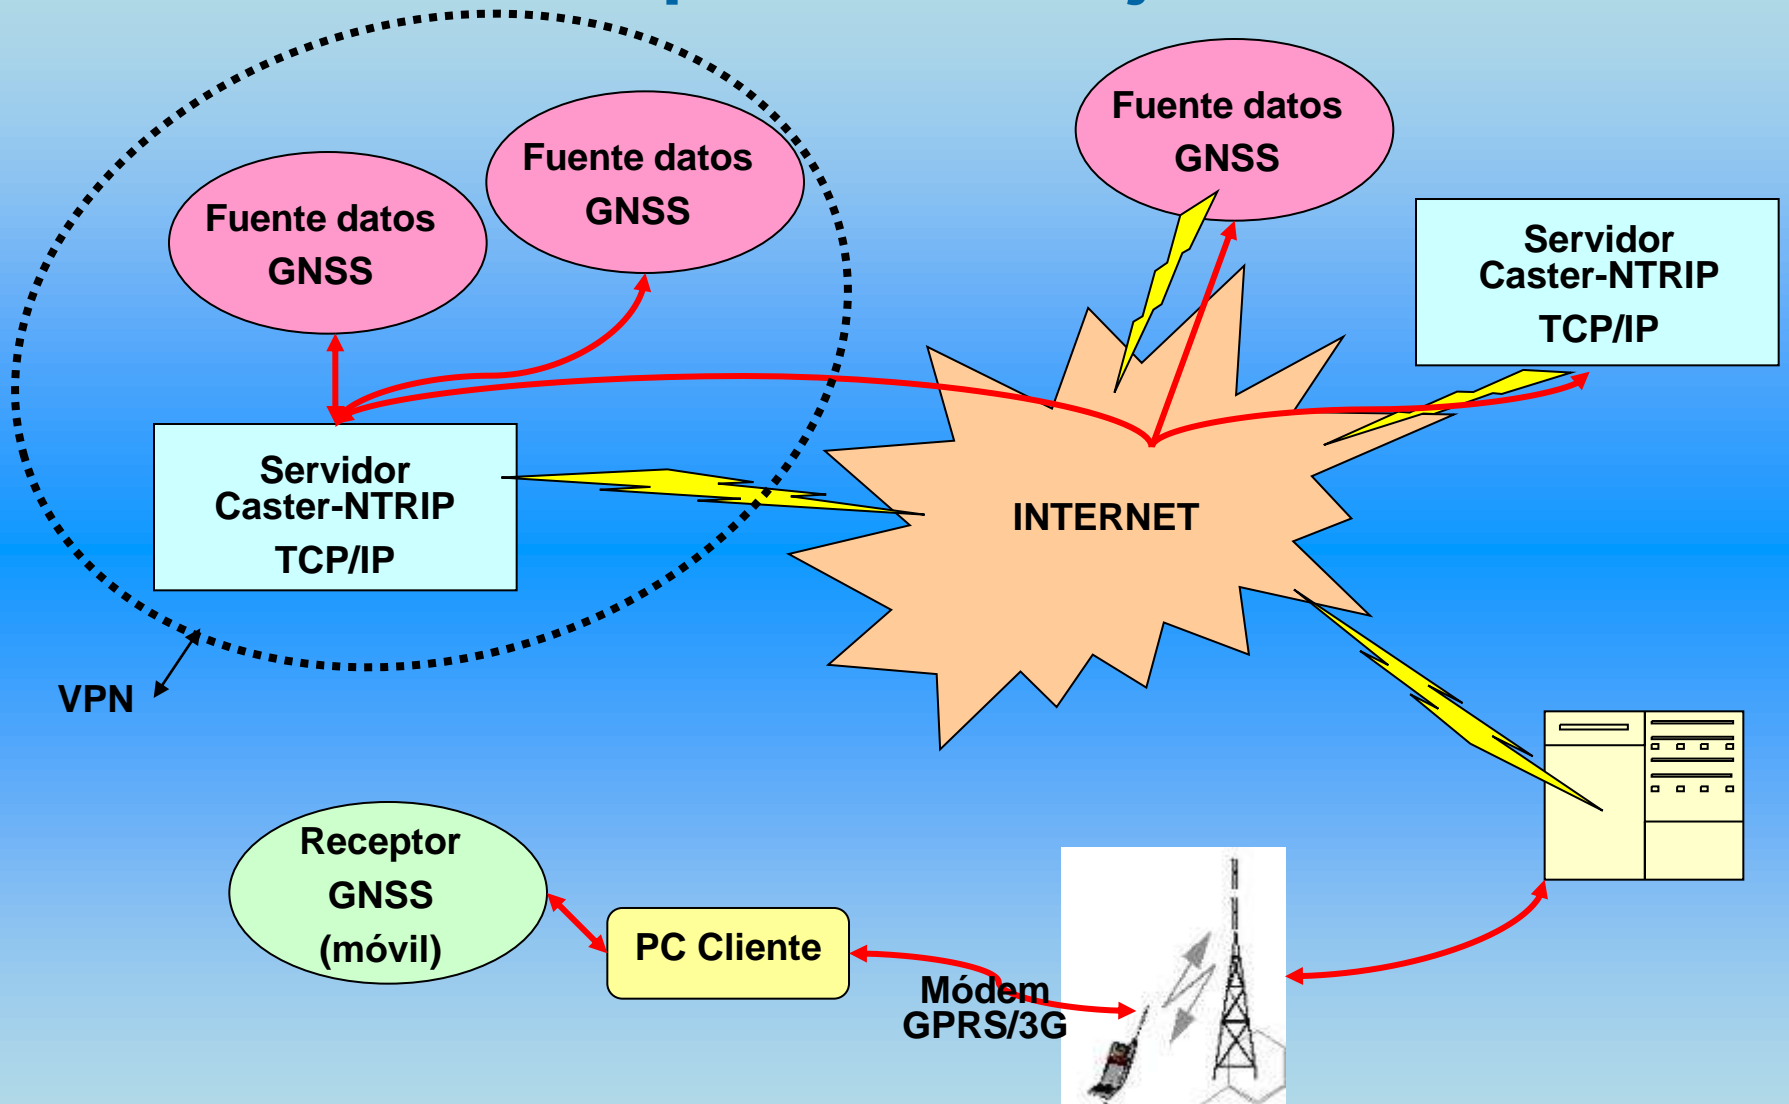 Fuente datos
GNSS
Fuente datos
GNSS
Fuente datos
GNSS
Servidor
Caster-NTRIP
TCP/IP
Servidor
Caster-NTRIP
TCP/IP
INTERNET
VPN
Receptor
GNSS
(móvil)
PC Cliente
Módem
GPRS/3G